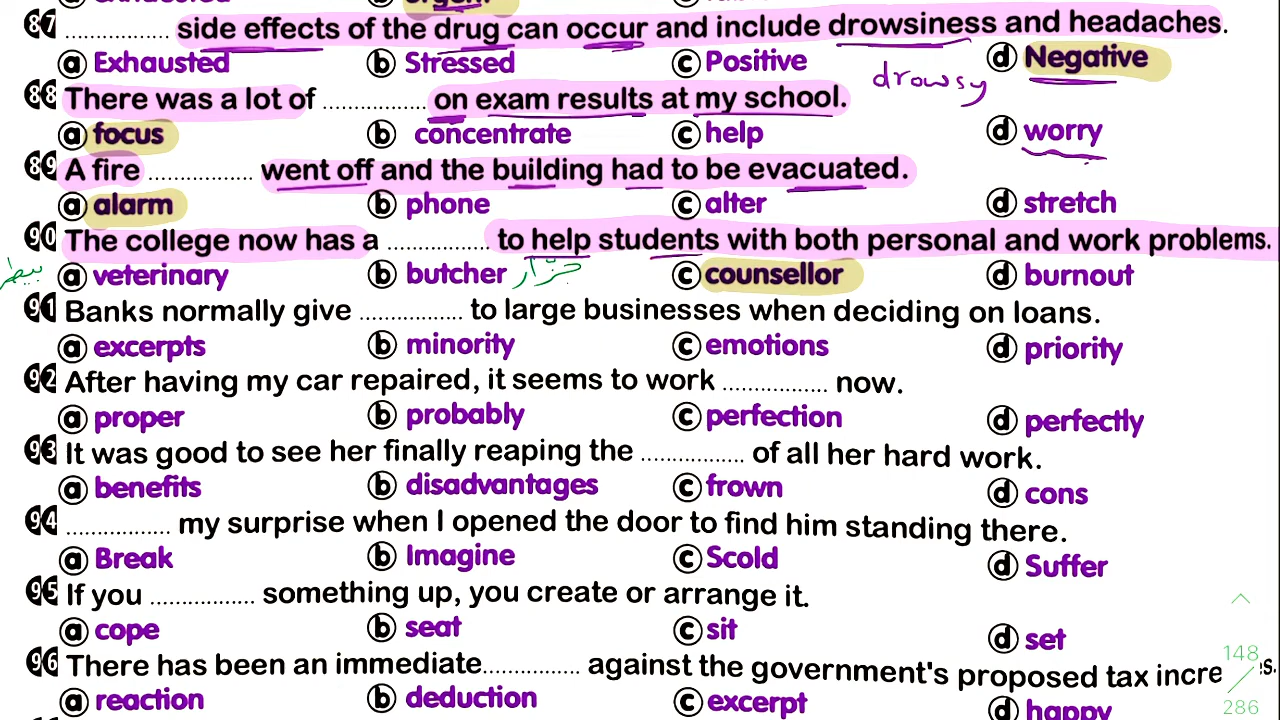 87 ................ side effects of the drug can occur and include drowsiness and headaches.
a Exhausted b Stressed c Positive d Negative
drowsy
88 There was a lot of ................ on exam results at my school.
a focus b concentrate c help d worry
89 A fire ................ went off and the building had to be evacuated.
a alarm b phone c alter d stretch
90 The college now has a ................ to help students with both personal and work problems.
a veterinary b butcher جزّار c counsellor d burnout
91 Banks normally give ................ to large businesses when deciding on loans.
a excerpts b minority c emotions d priority
92 After having my car repaired, it seems to work ................ now.
a proper b probably c perfection d perfectly
93 It was good to see her finally reaping the ................ of all her hard work.
a benefits b disadvantages c frown d cons
94 ................ my surprise when I opened the door to find him standing there.
a Break b Imagine c Scold d Suffer
95 If you ................ something up, you create or arrange it.
a cope b seat c sit d set
96 There has been an immediate............... against the government's proposed tax incre s.
a reaction b deduction c excerpt d happy
148
286